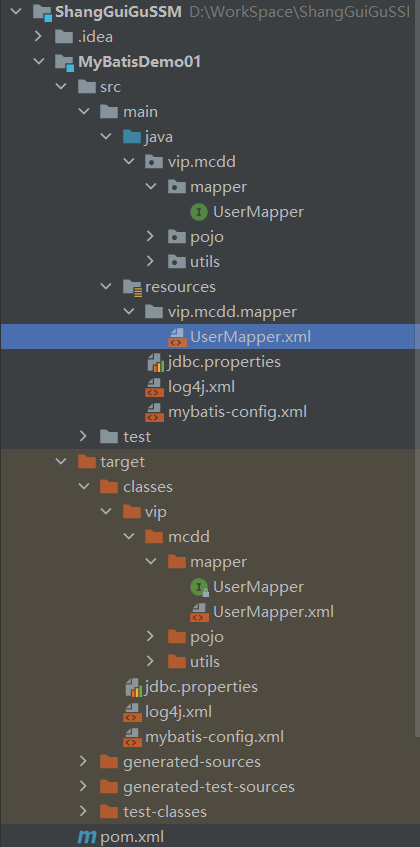 ShangGuiGuSSM D:\WorkSpace\ShangGuiGuSSI
.idea
MyBatisDemo01
src
main
java
vip.mcdd
mapper
I UserMapper
pojo
utils
resources
vip.mcdd.mapper
UserMapper.xml
jdbc.properties
log4j.xml
mybatis-config.xml
test
target
classes
vip
mcdd
mapper
I UserMapper
UserMapper.xml
pojo
utils
jdbc.properties
log4j.xml
mybatis-config.xml
generated-sources
generated-test-sources
test-classes
m pom.xml